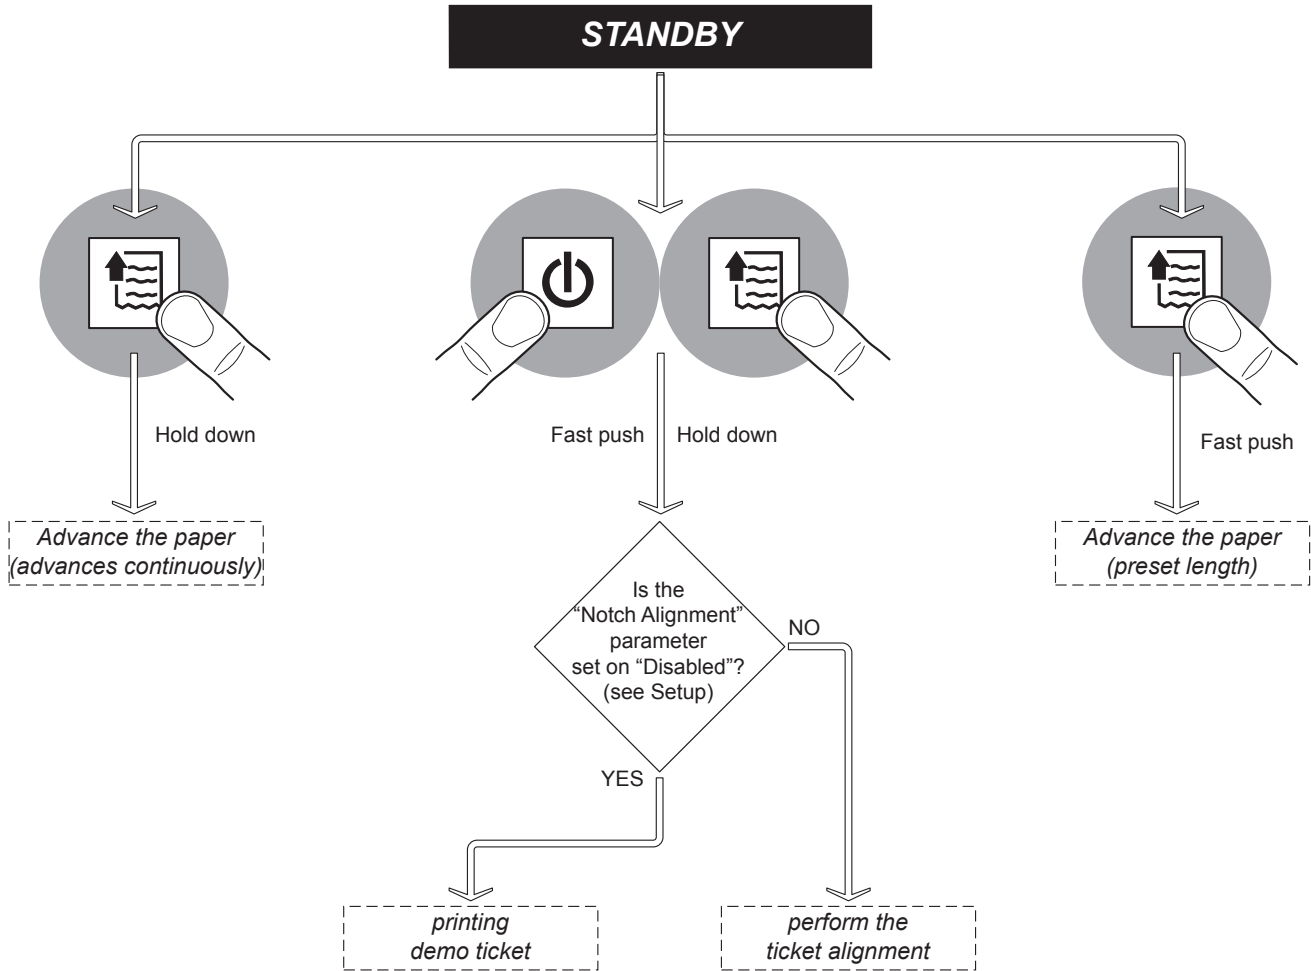 STANDBY
Hold down
Fast push
Hold down
Fast push
Advance the paper
(advances continuously)
Advance the paper
(preset length)
Is the
“Notch Alignment”
parameter
set on “Disabled”?
(see Setup)
NO
YES
printing
demo ticket
perform the
ticket alignment